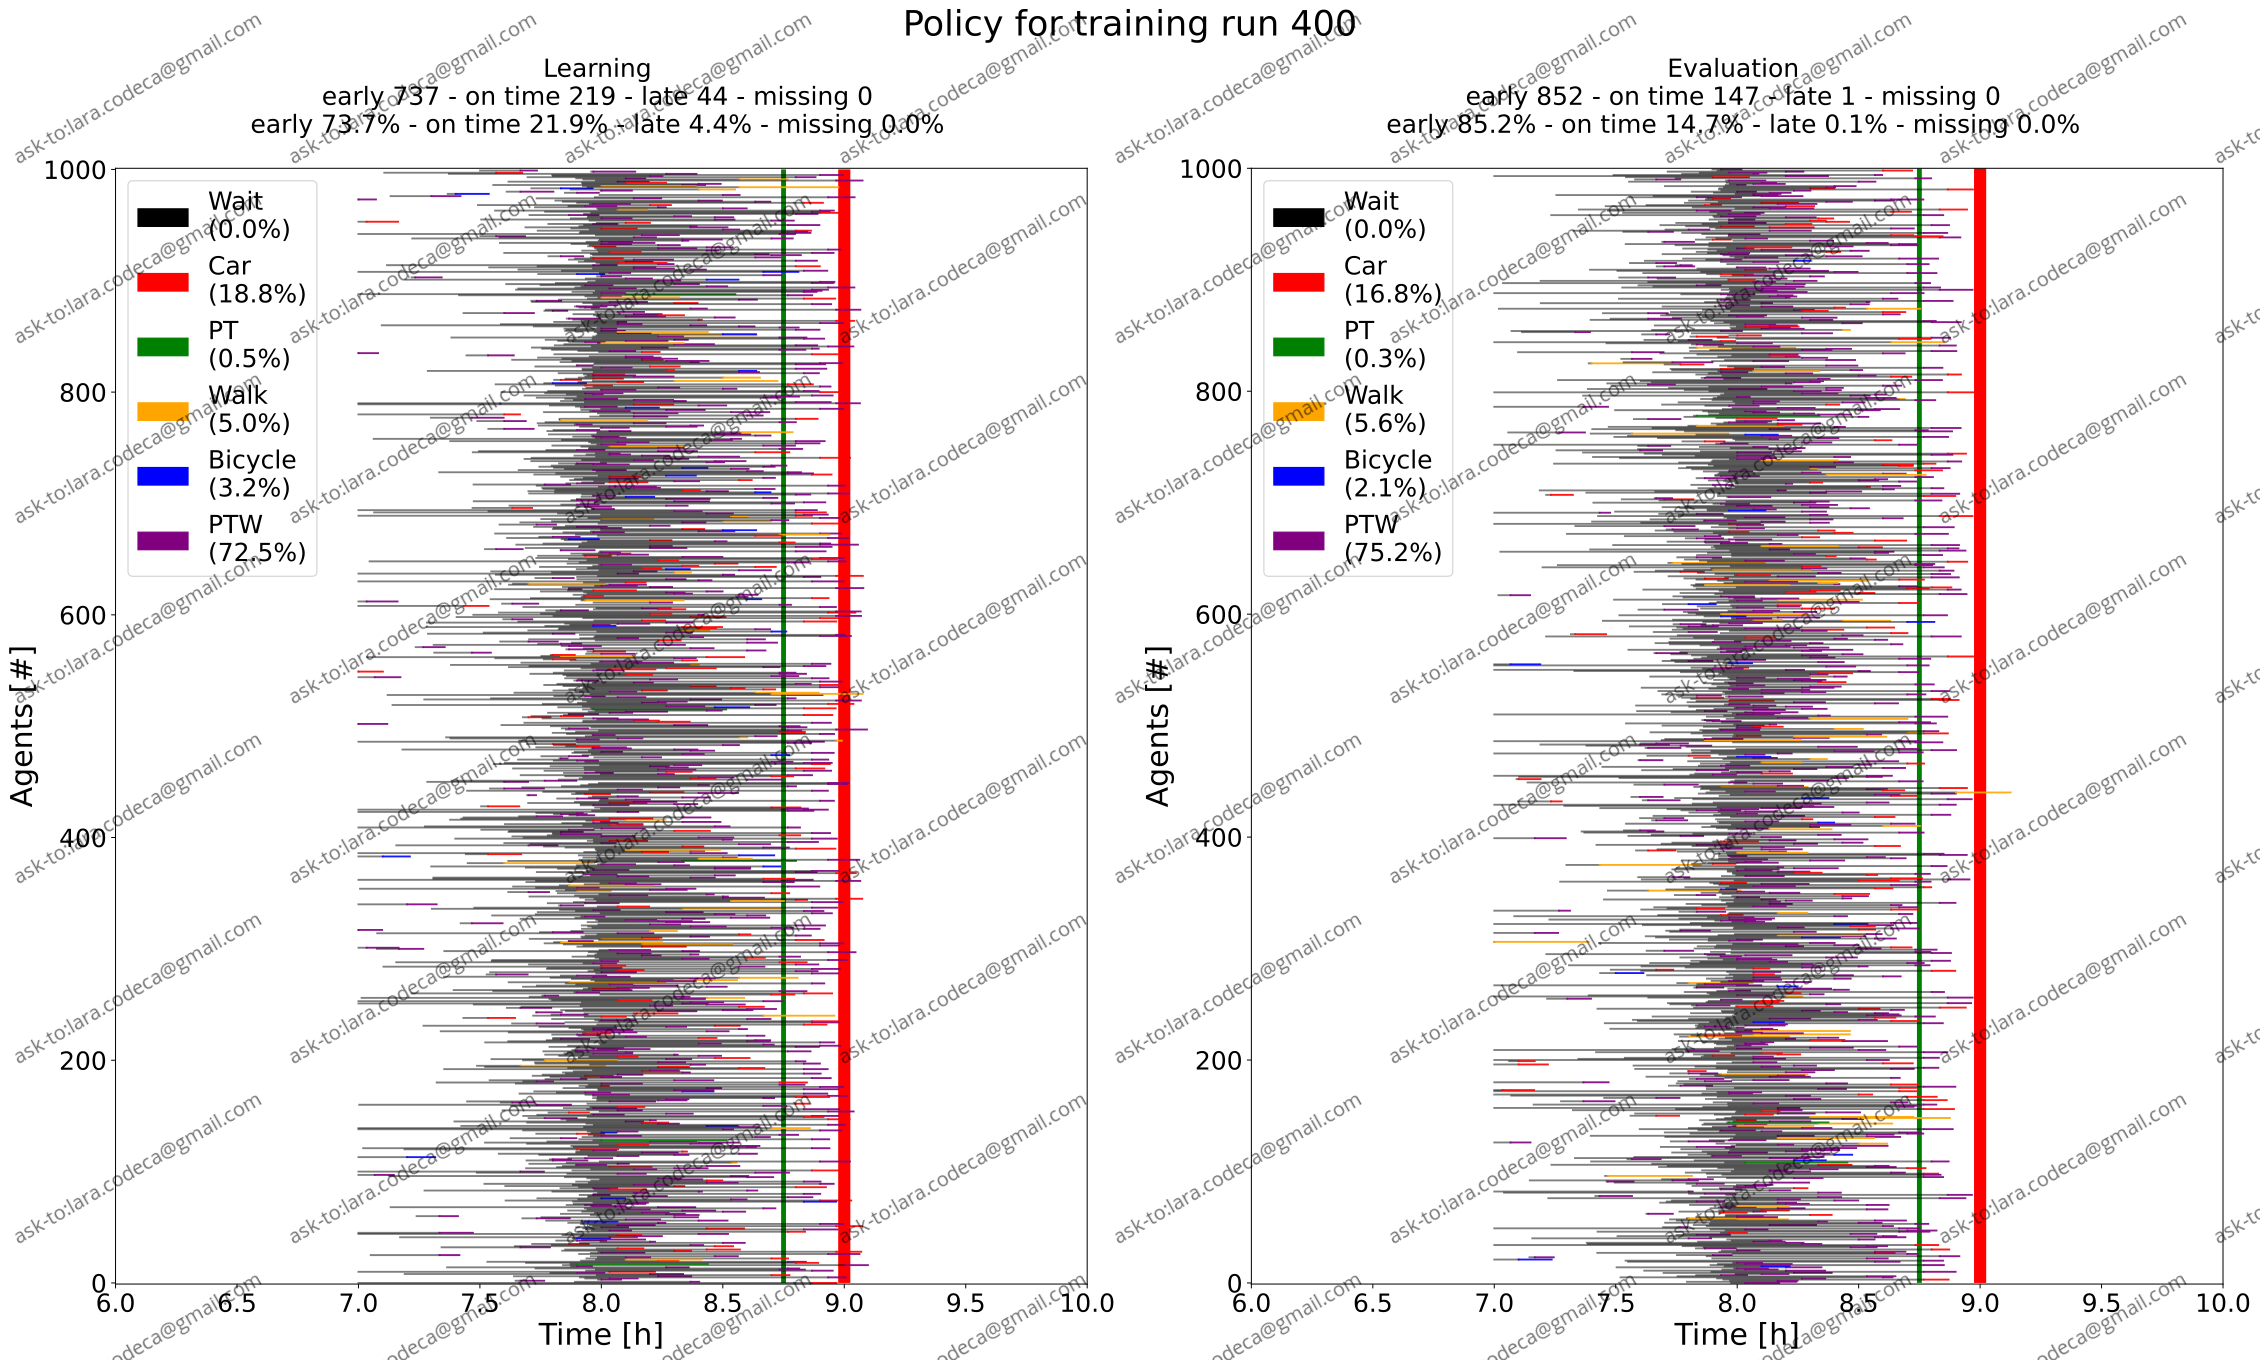 Policy for training run 400
Learning
early 737 - on time 219 - late 44 - missing 0
early 73.7% - on time 21.9% - late 4.4% - missing 0.0%
Evaluation
early 852 - on time 147 - late 1 - missing 0
early 85.2% - on time 14.7% - late 0.1% - missing 0.0%
Agents [#]
1000
800
600
400
200
0
Wait
(0.0%)
Car
(18.8%)
PT
(0.5%)
Walk
(5.0%)
Bicycle
(3.2%)
PTW
(72.5%)
6.0 6.5 7.0 7.5 8.0 8.5 9.0 9.5 10.0
Time [h]
Agents [#]
1000
800
600
400
200
0
Wait
(0.0%)
Car
(16.8%)
PT
(0.3%)
Walk
(5.6%)
Bicycle
(2.1%)
PTW
(75.2%)
6.0 6.5 7.0 7.5 8.0 8.5 9.0 9.5 10.0
Time [h]
ask-to:lara.codeca@gmail.com